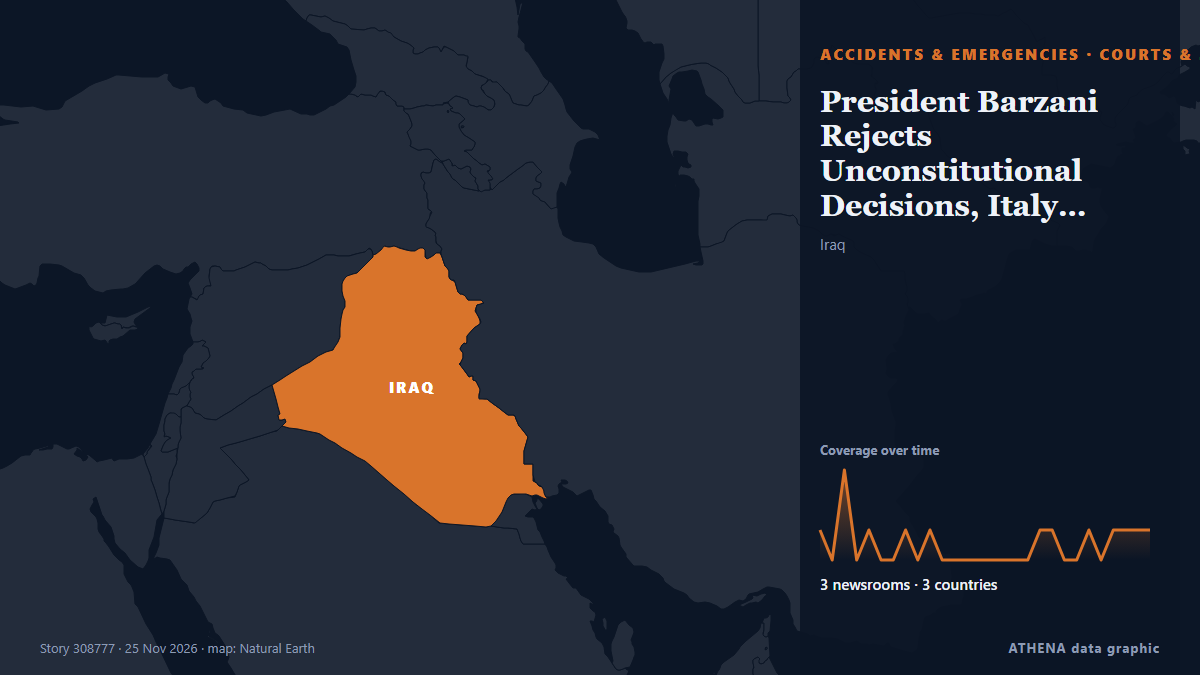 ACCIDENTS & EMERGENCIES · COURTS &
President Barzani
Rejects
Unconstitutional
Decisions, Italy...
Iraq
IRAQ
Coverage over time
3 newsrooms · 3 countries
Story 308777 · 25 Nov 2026 · map: Natural Earth
ATHENA data graphic